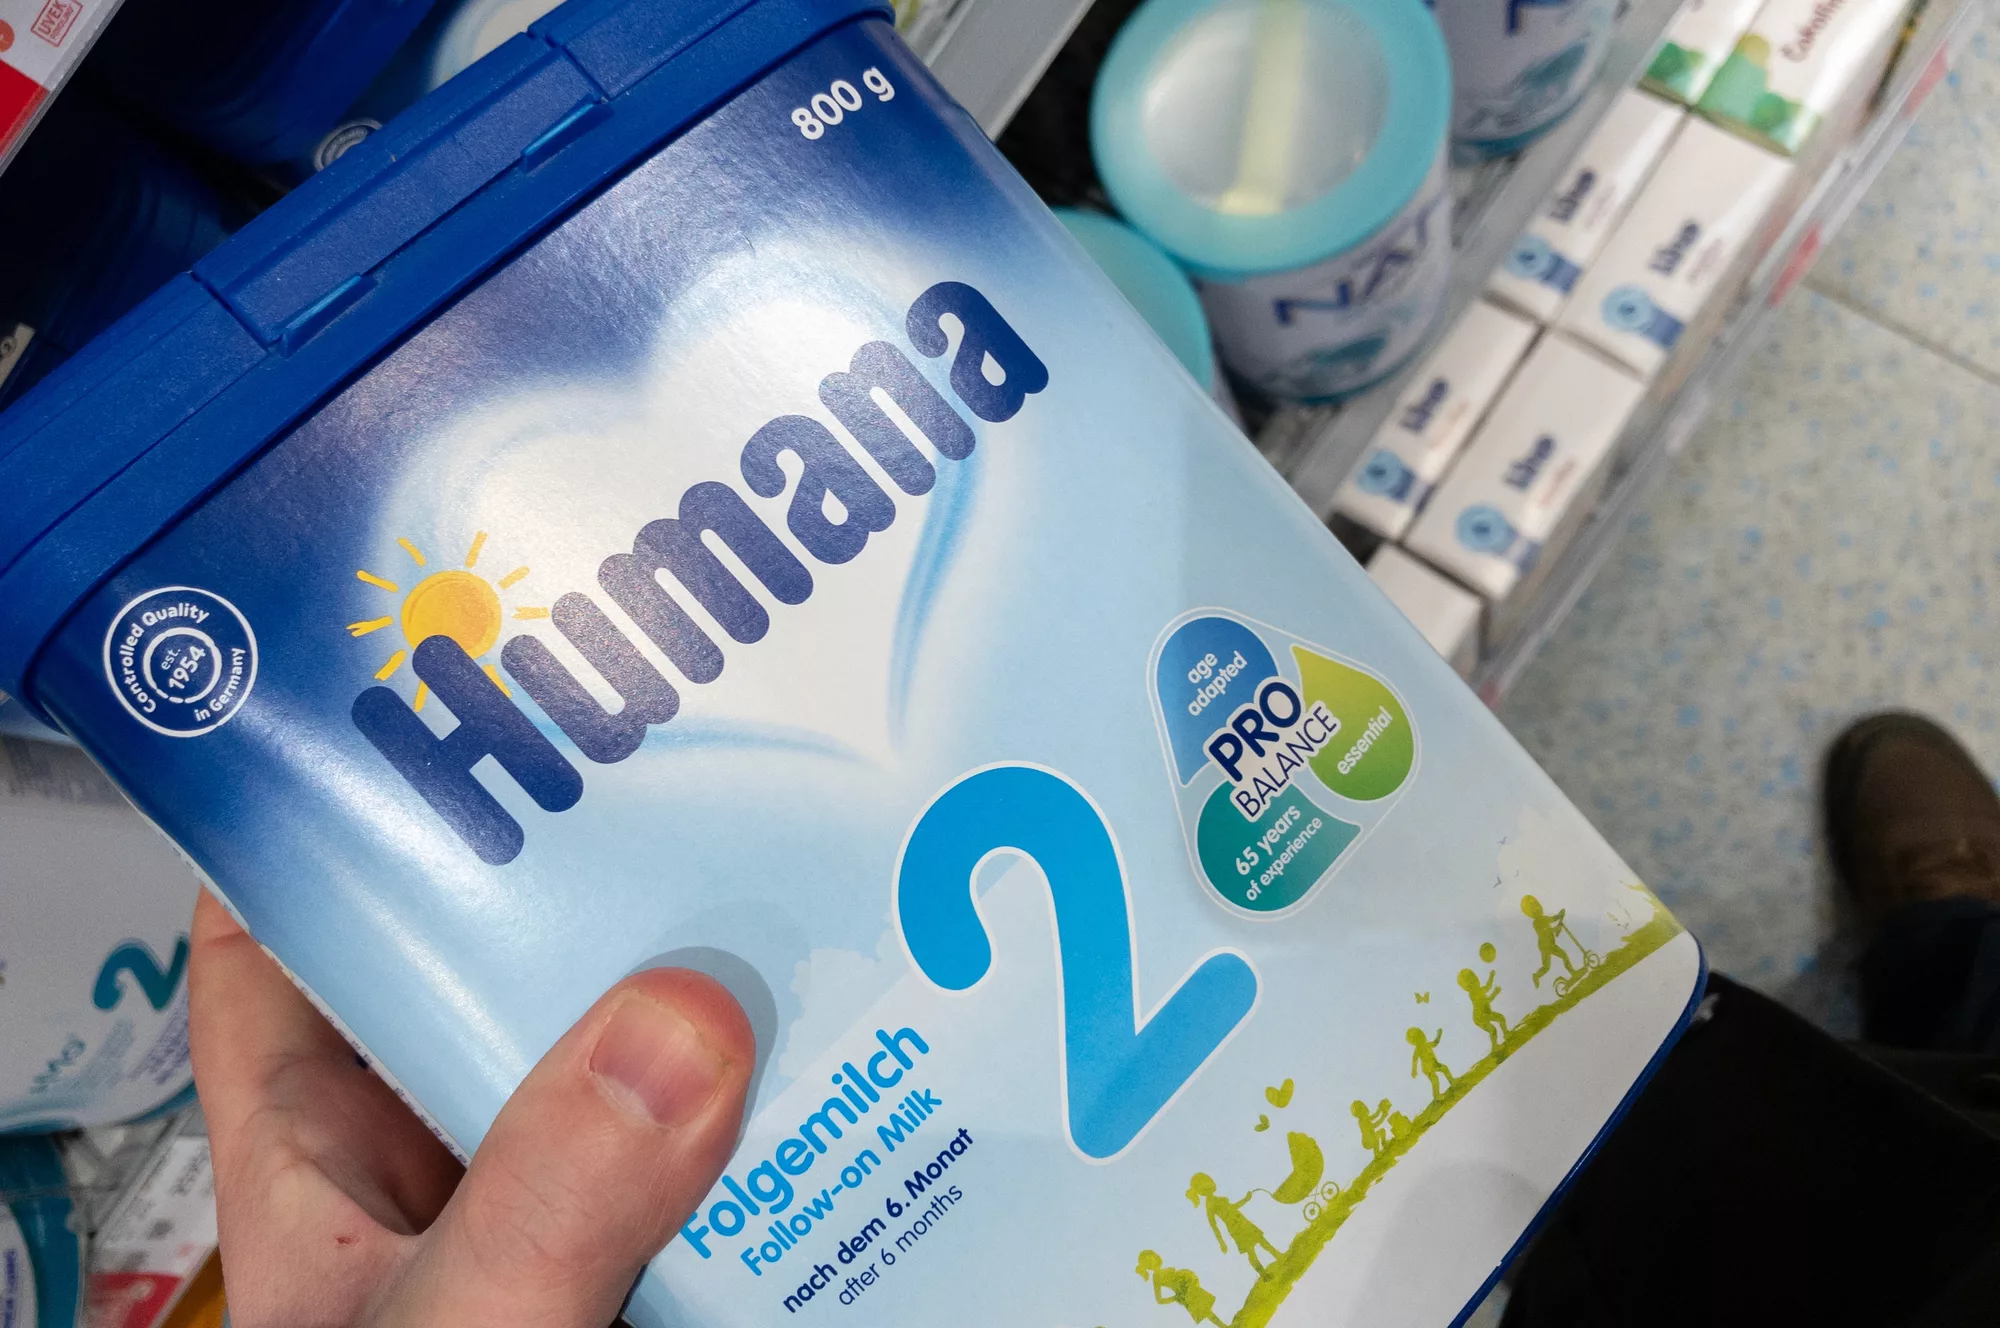 800 g
Humana
Controlled Quality
est.
1954
in Germany
age
adapted
PRO
BALANCE
essential
65 years
of experience
2
Folgemilch
Follow-on Milk
nach dem 6. Monat
after 6 months
2